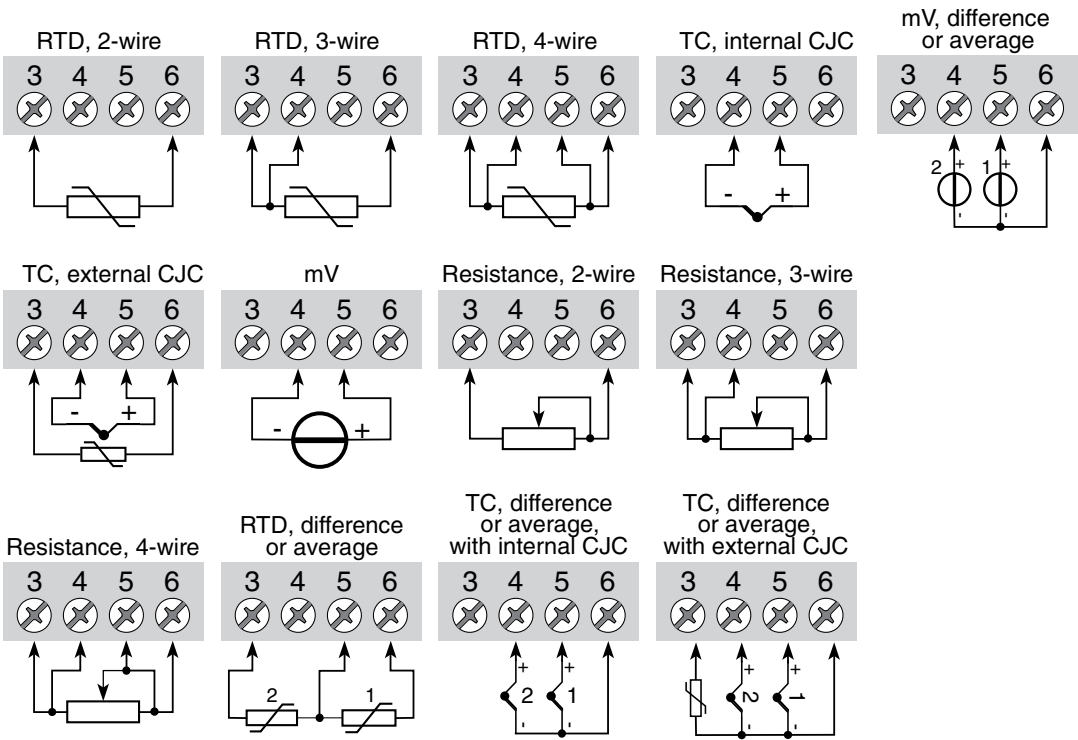 RTD, 2-wire
3 4 5 6
RTD, 3-wire
3 4 5 6
RTD, 4-wire
3 4 5 6
TC, internal CJC
3 4 5 6
- +
mV, difference
or average
3 4 5 6
2 + 1 +
- -
TC, external CJC
3 4 5 6
- +
mV
3 4 5 6
- +
Resistance, 2-wire
3 4 5 6
Resistance, 3-wire
3 4 5 6
Resistance, 4-wire
3 4 5 6
RTD, difference
or average
3 4 5 6
2 1
TC, difference
or average,
with internal CJC
3 4 5 6
+ +
2 1
- -
TC, difference
or average,
with external CJC
3 4 5 6
+ +
2 1
- -